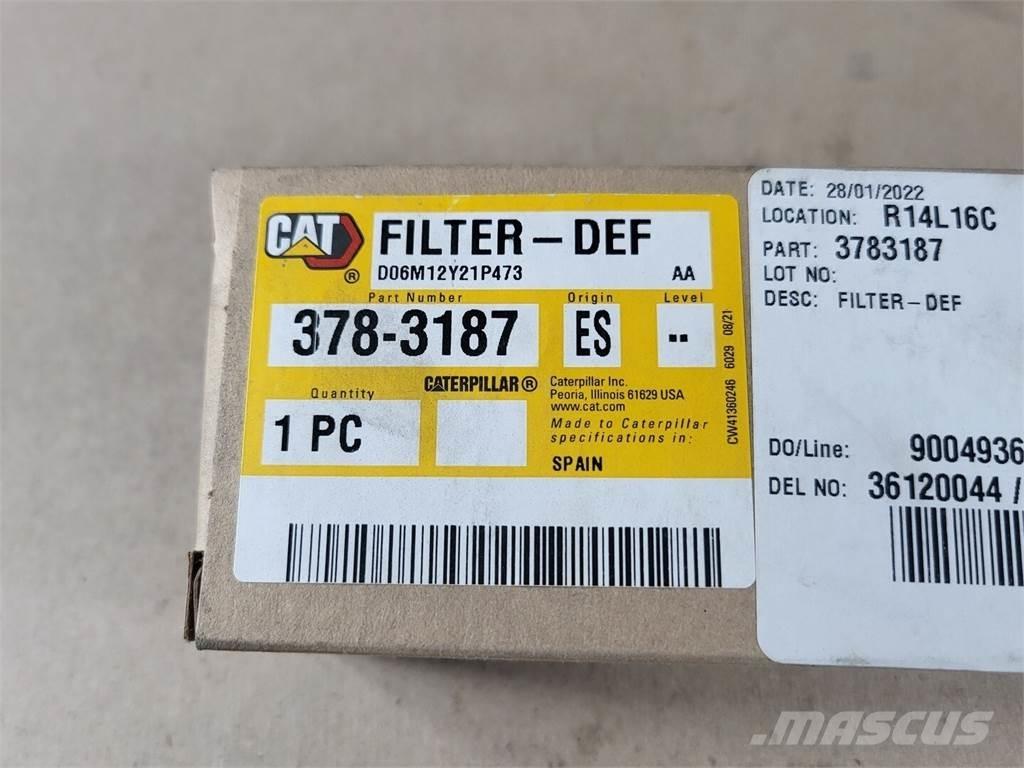 CAT
®
FILTER-DEF
D06M12Y21P473 AA
Part Number Origin Level
378-3187 ES --
Quantity
CATERPILLAR®
1 PC
Caterpillar Inc.
Peoria, Illinois 61629 USA
www.cat.com
Made to Caterpillar
specifications in:
SPAIN
CW41360246 6029 08/21
DATE: 28/01/2022
LOCATION: R14L16C
PART: 3783187
LOT NO:
DESC: FILTER-DEF
DO/Line: 9004936
DEL NO: 36120044 /
MASCUS